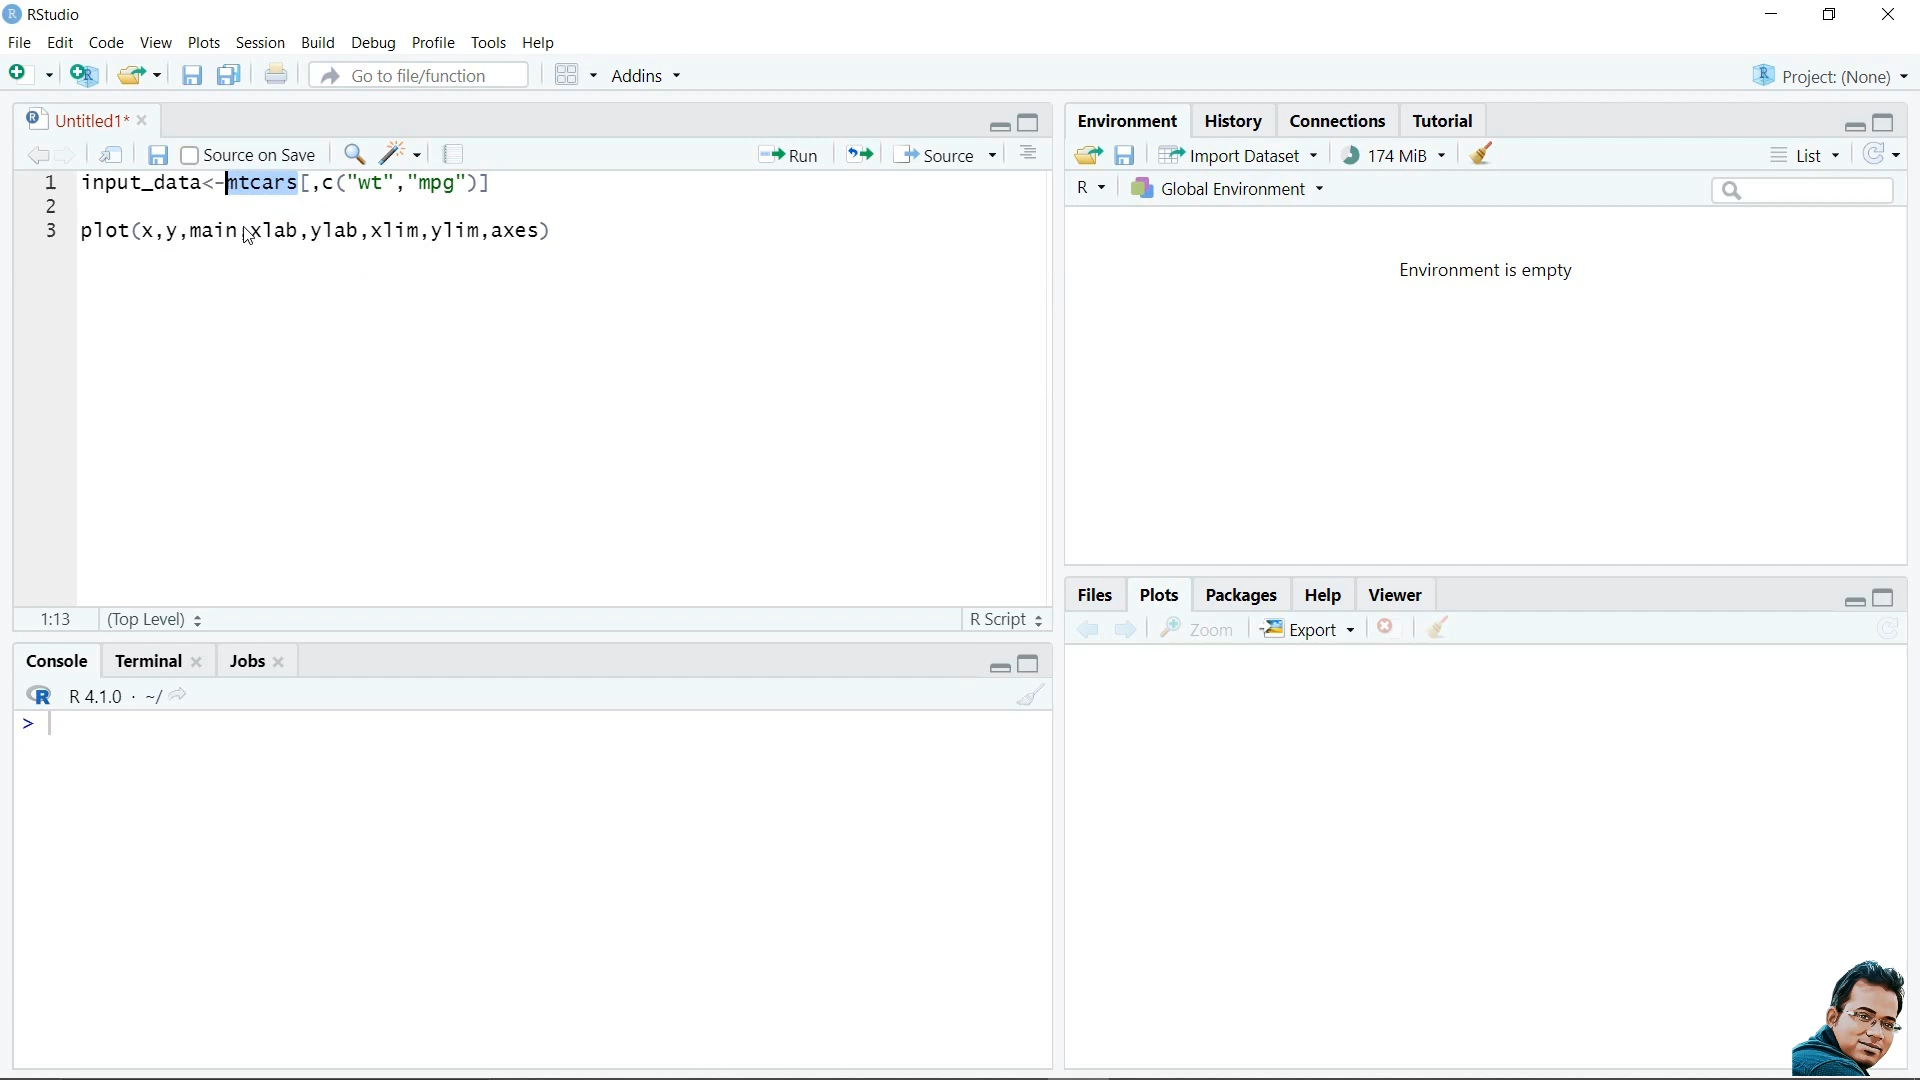 RStudio
File Edit Code View Plots Session Build Debug Profile Tools Help
Go to file/function Addins Project: (None)
Untitled1*
Source on Save Run Source
1 input_data<-mtcars[,c("wt","mpg")]
2
3 plot(x,y,main,xlab,ylab,xlim,ylim,axes)
1:13 (Top Level) R Script
Console Terminal Jobs
R 4.1.0 · ~/
>
Environment History Connections Tutorial
Import Dataset 174 MiB List
R Global Environment
Environment is empty
Files Plots Packages Help Viewer
Zoom Export